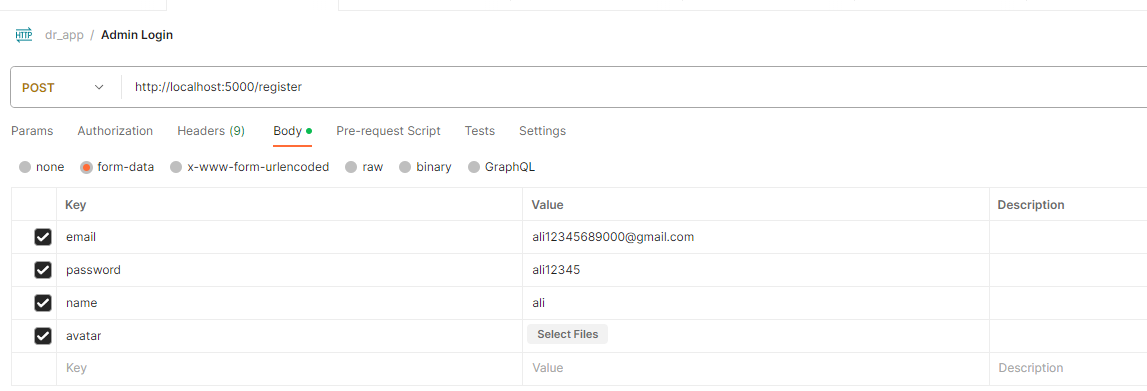 HTTP dr_app / Admin Login
POST http://localhost:5000/register
Params Authorization Headers (9) Body Pre-request Script Tests Settings
none form-data x-www-form-urlencoded raw binary GraphQL
Key Value Description
email ali12345689000@gmail.com
password ali12345
name ali
avatar Select Files
Key Value Description